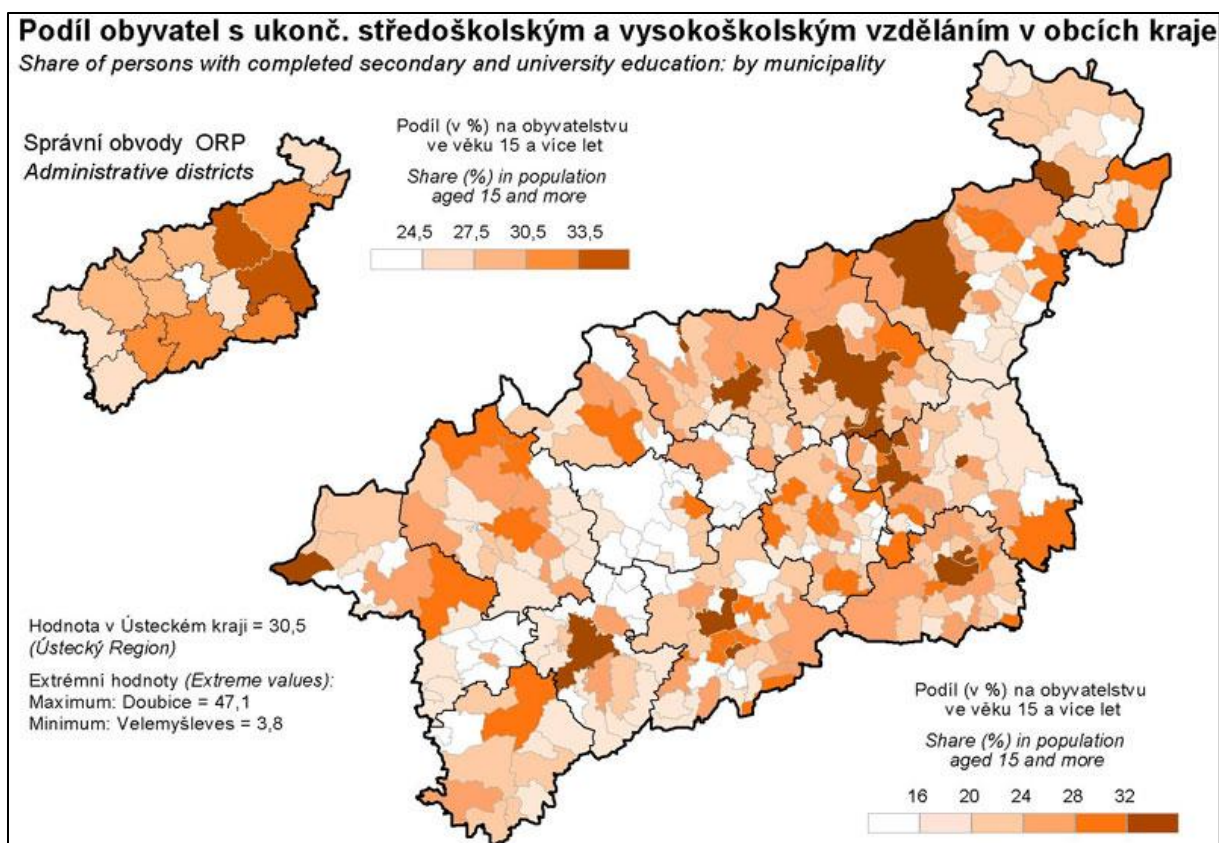 Podíl obyvatel s ukonč. středoškolským a vysokoškolským vzděláním v obcích kraje
Share of persons with completed secondary and university education: by municipality
Správní obvody ORP
Administrative districts
Podíl (v %) na obyvatelstvu
ve věku 15 a více let
Share (%) in population
aged 15 and more
24,5 27,5 30,5 33,5
Hodnota v Ústeckém kraji = 30,5
(Ústecký Region)
Extrémní hodnoty (Extreme values):
Maximum: Doubice = 47,1
Minimum: Velemyšleves = 3,8
Podíl (v %) na obyvatelstvu
ve věku 15 a více let
Share (%) in population
aged 15 and more
16 20 24 28 32